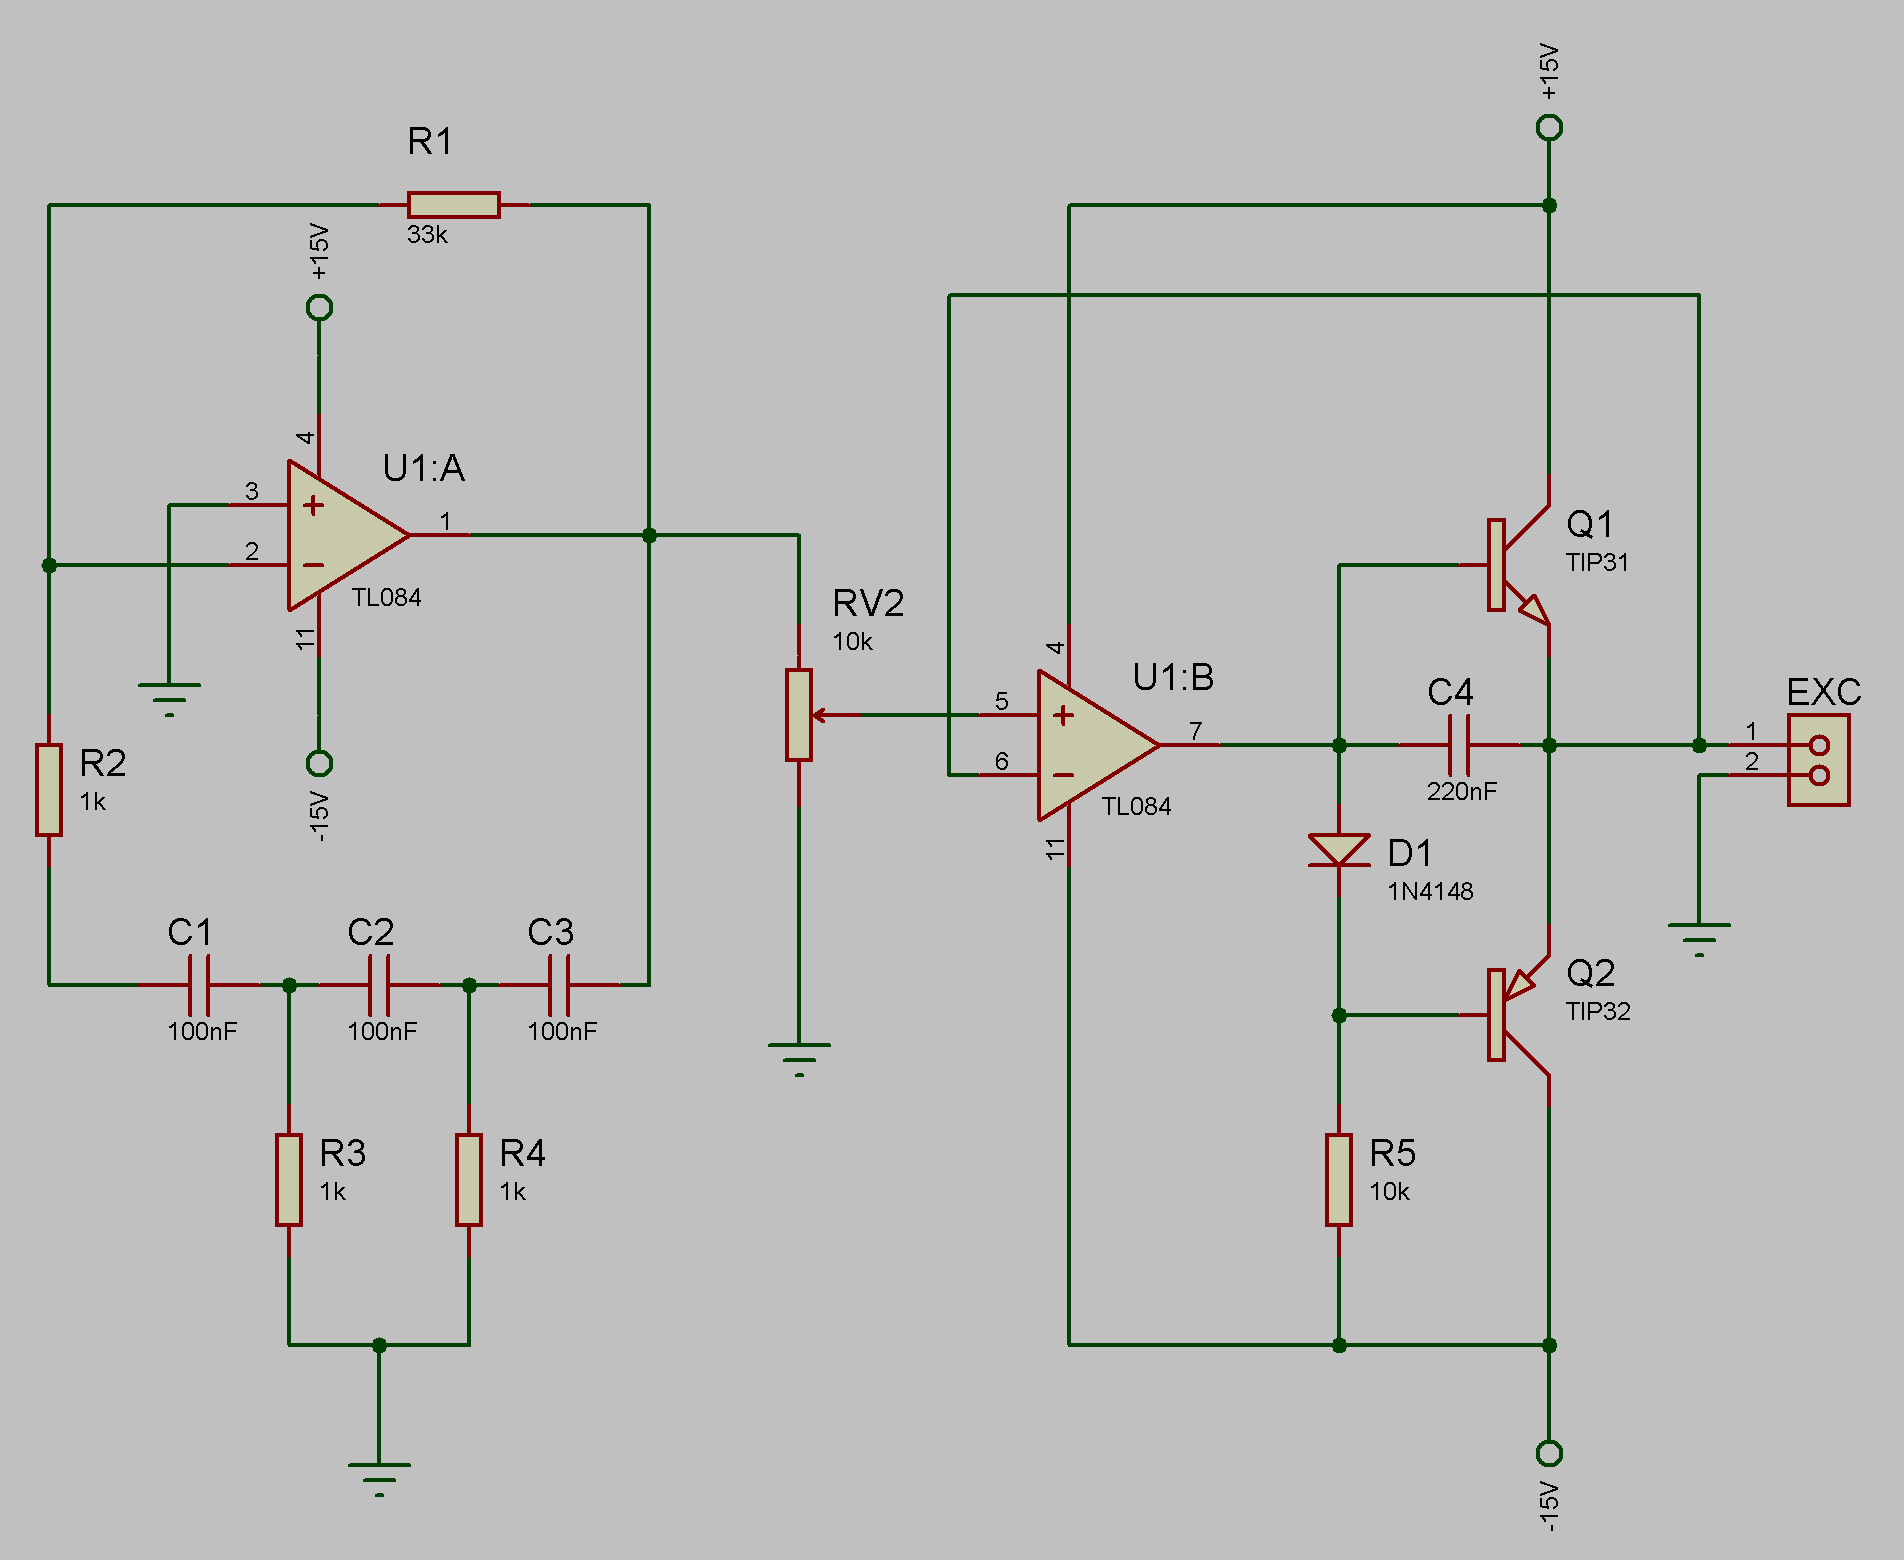 R1
33k
+15V
4
U1:A
3
+
1
2
−
TL084
11
-15V
R2
1k
C1
100nF
C2
100nF
C3
100nF
R3
1k
R4
1k
RV2
10k
+15V
4
U1:B
5
+
7
6
−
TL084
11
Q1
TIP31
C4
220nF
EXC
1
2
D1
1N4148
Q2
TIP32
R5
10k
-15V